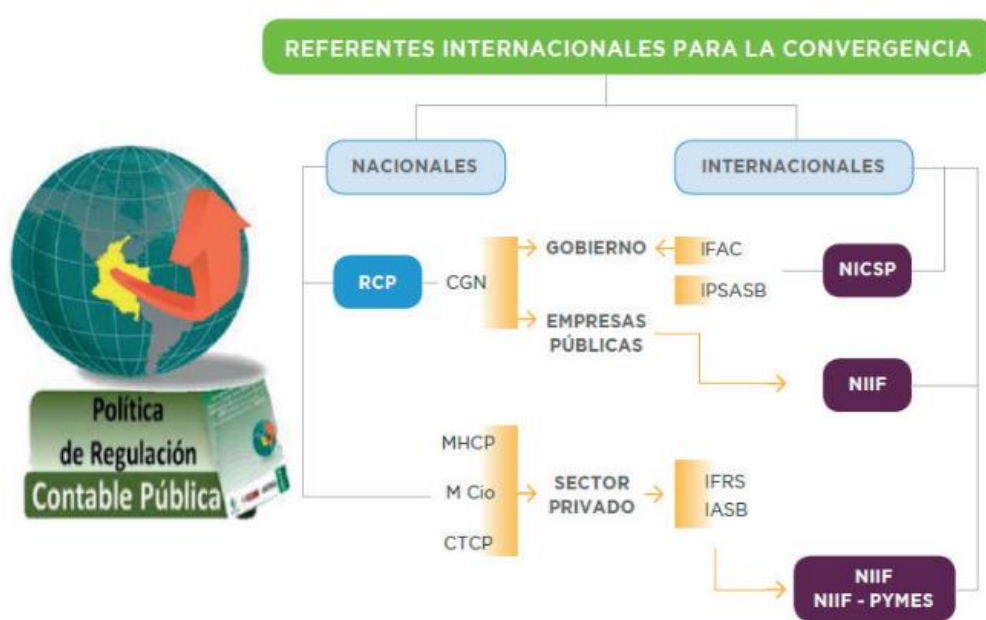 REFERENTES INTERNACIONALES PARA LA CONVERGENCIA
NACIONALES
INTERNACIONALES
RCP
CGN
GOBIERNO
IFAC
IPSASB
NICSP
EMPRESAS
PÚBLICAS
NIIF
Política
de Regulación
Contable Pública
MHCP
M Cio
CTCP
SECTOR
PRIVADO
IFRS
IASB
NIIF
NIIF - PYMES